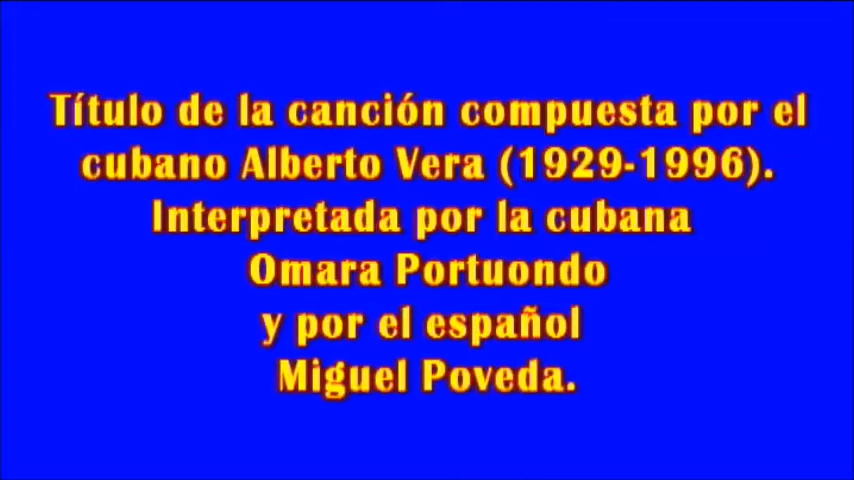 Título de la canción compuesta por el
cubano Alberto Vera (1929-1996).
Interpretada por la cubana
Omara Portuondo
y por el español
Miguel Poveda.